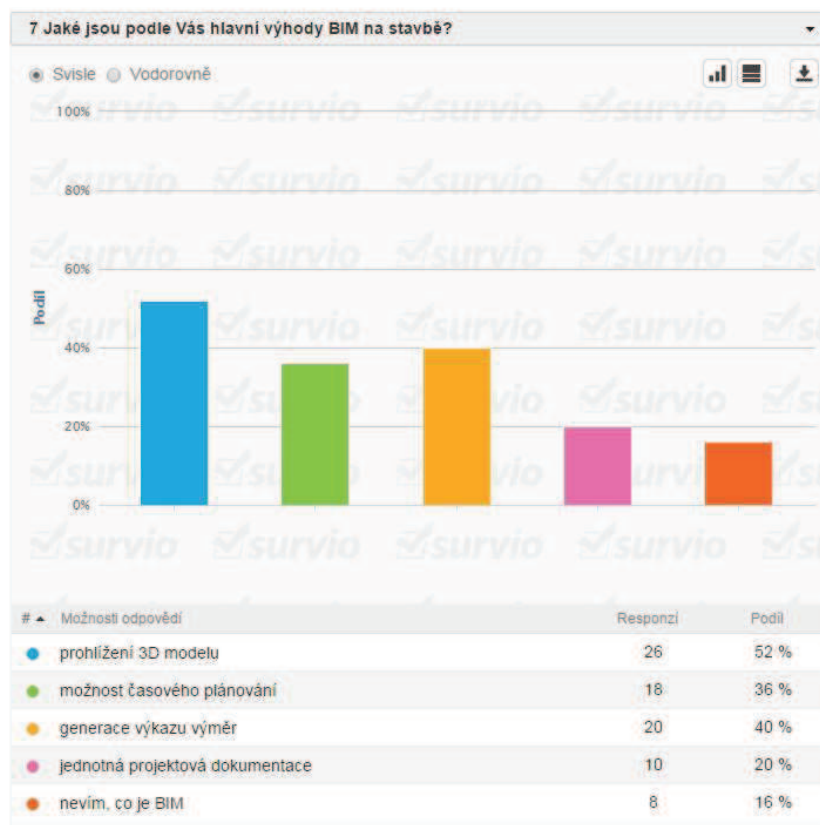 7 Jaké jsou podle Vás hlavní výhody BIM na stavbě?
Svisle Vodorovně
100%
80%
60%
40%
20%
0%
Podíl
survio
# Možnosti odpovědí Responzí Podíl
prohlížení 3D modelu 26 52 %
možnost časového plánování 18 36 %
generace výkazu výměr 20 40 %
jednotná projektová dokumentace 10 20 %
nevím, co je BIM 8 16 %